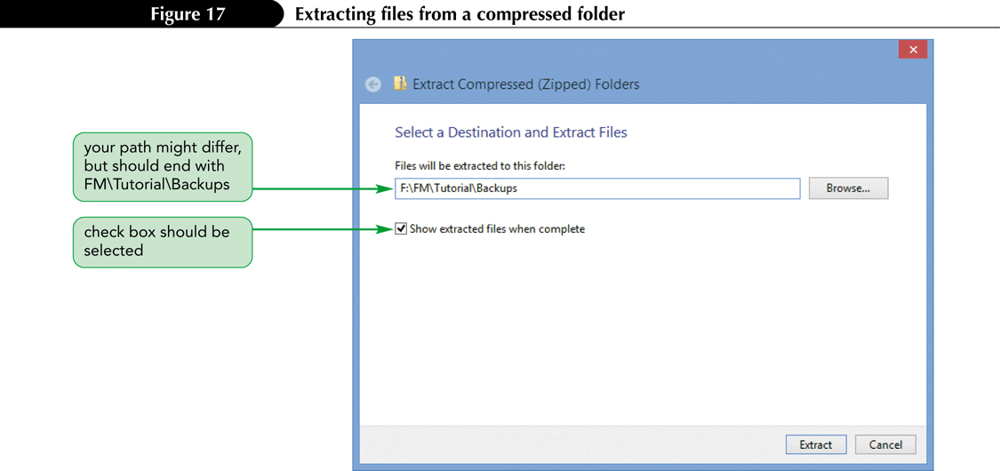 Figure 17
Extracting files from a compressed folder
Extract Compressed (Zipped) Folders
Select a Destination and Extract Files
your path might differ,
but should end with
FM\Tutorial\Backups
Files will be extracted to this folder:
F:\FM\Tutorial\Backups
Browse...
check box should be
selected
Show extracted files when complete
Extract
Cancel